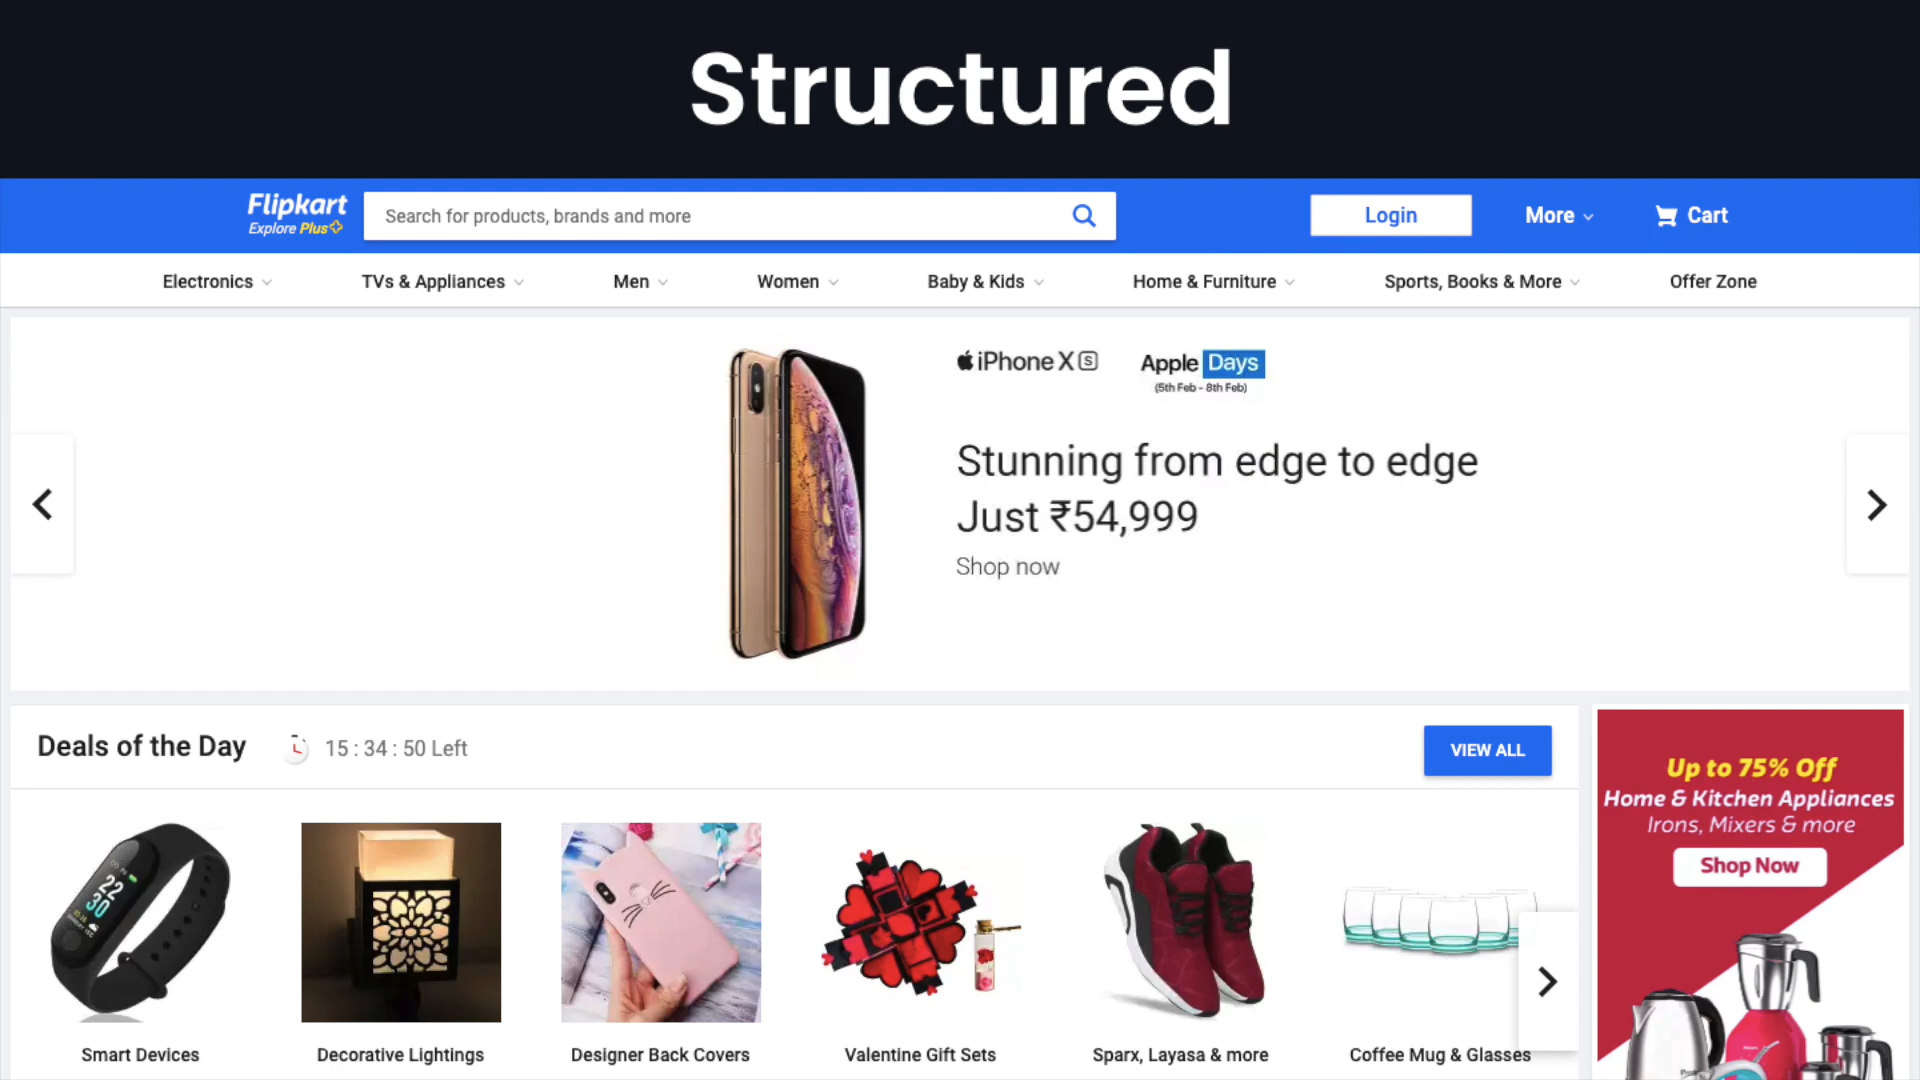 Structured
Flipkart
Explore Plus
Search for products, brands and more
Login
More
Cart
Electronics
TVs & Appliances
Men
Women
Baby & Kids
Home & Furniture
Sports, Books & More
Offer Zone
iPhone XS
Apple Days
(5th Feb - 8th Feb)
Stunning from edge to edge
Just ₹54,999
Shop now
Deals of the Day
15 : 34 : 50 Left
VIEW ALL
Up to 75% Off
Home & Kitchen Appliances
Irons, Mixers & more
Shop Now
22
30
Smart Devices
Decorative Lightings
Designer Back Covers
Valentine Gift Sets
Sparx, Layasa & more
Coffee Mug & Glasses